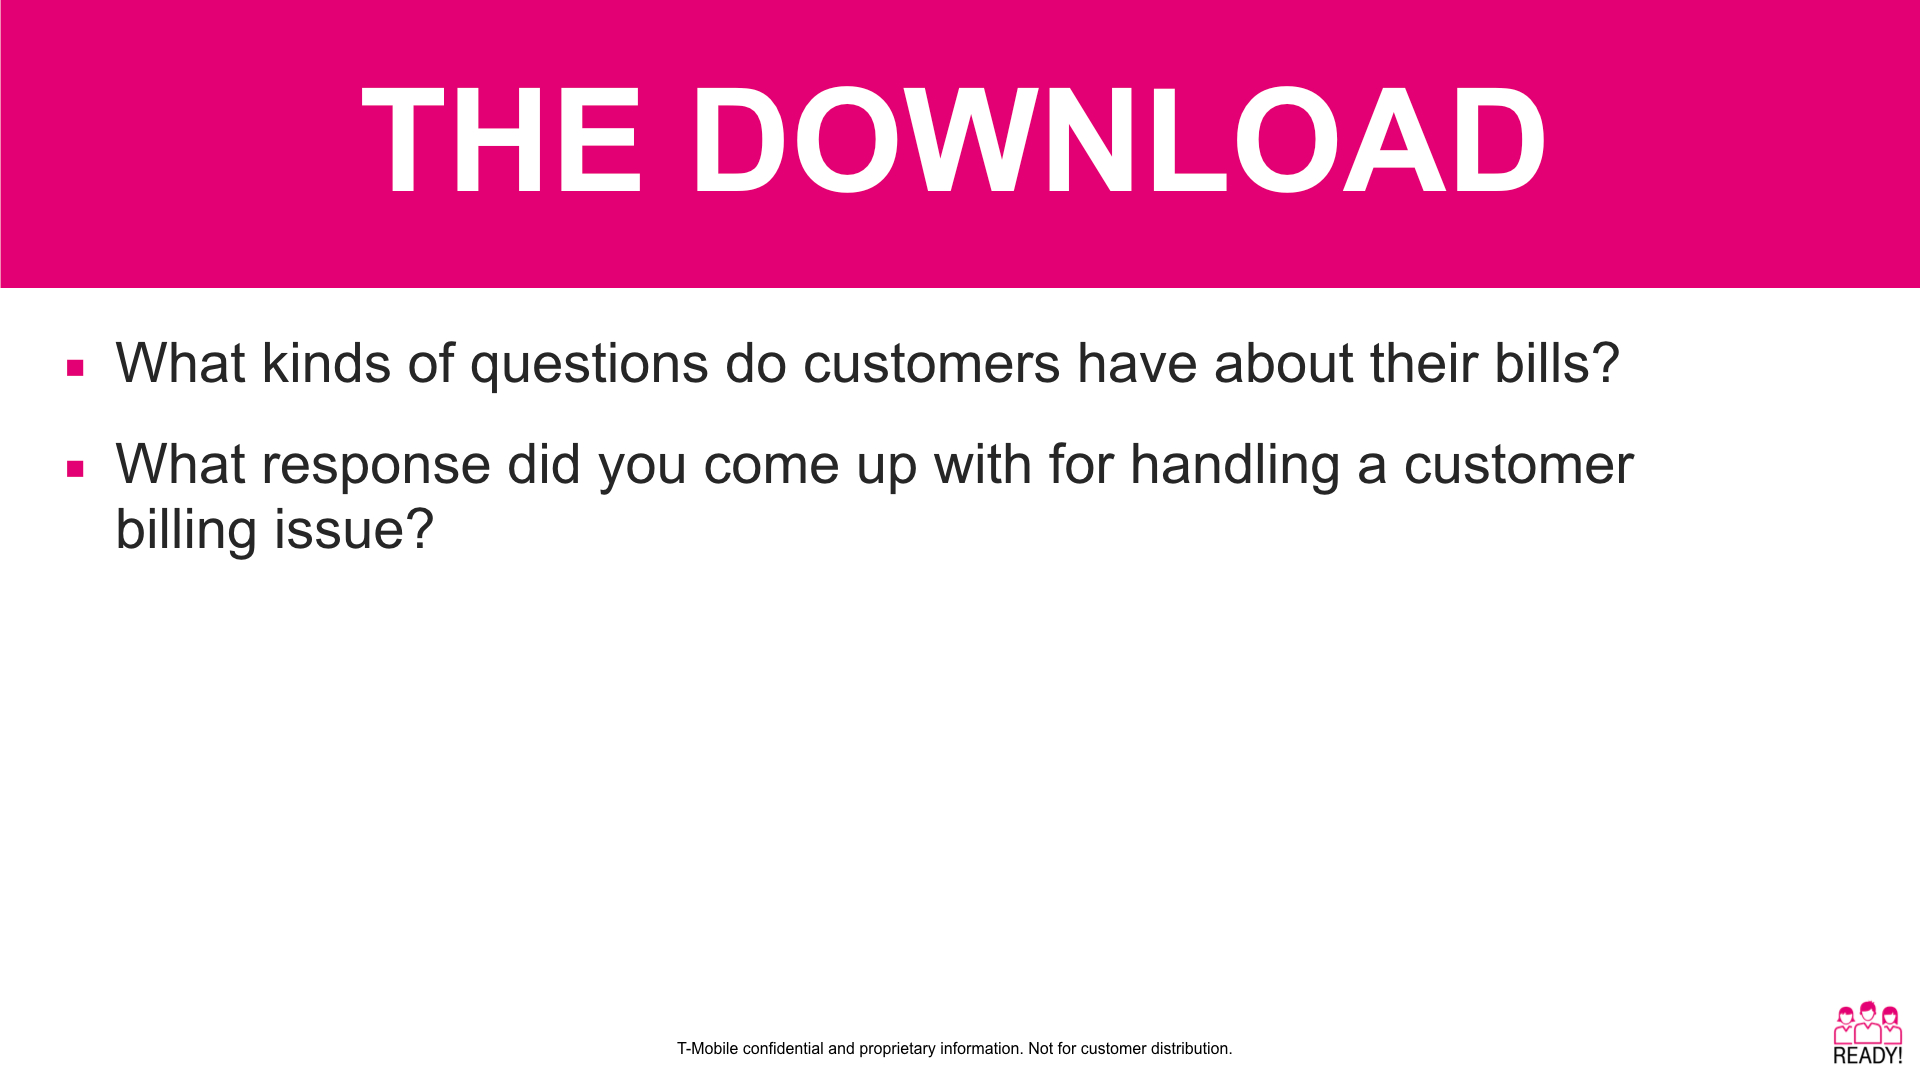 THE DOWNLOAD
What kinds of questions do customers have about their bills?
What response did you come up with for handling a customer
billing issue?
T-Mobile confidential and proprietary information. Not for customer distribution.
READY!